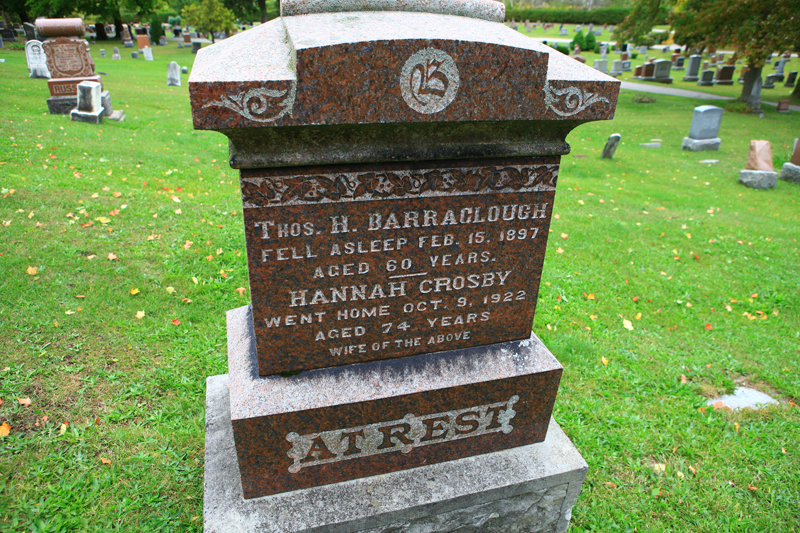 B
THOS. H. BARRACLOUGH
FELL ASLEEP FEB. 15, 1897
AGED 60 YEARS.
HANNAH CROSBY
WENT HOME OCT. 9, 1922
AGED 74 YEARS
WIFE OF THE ABOVE
AT REST